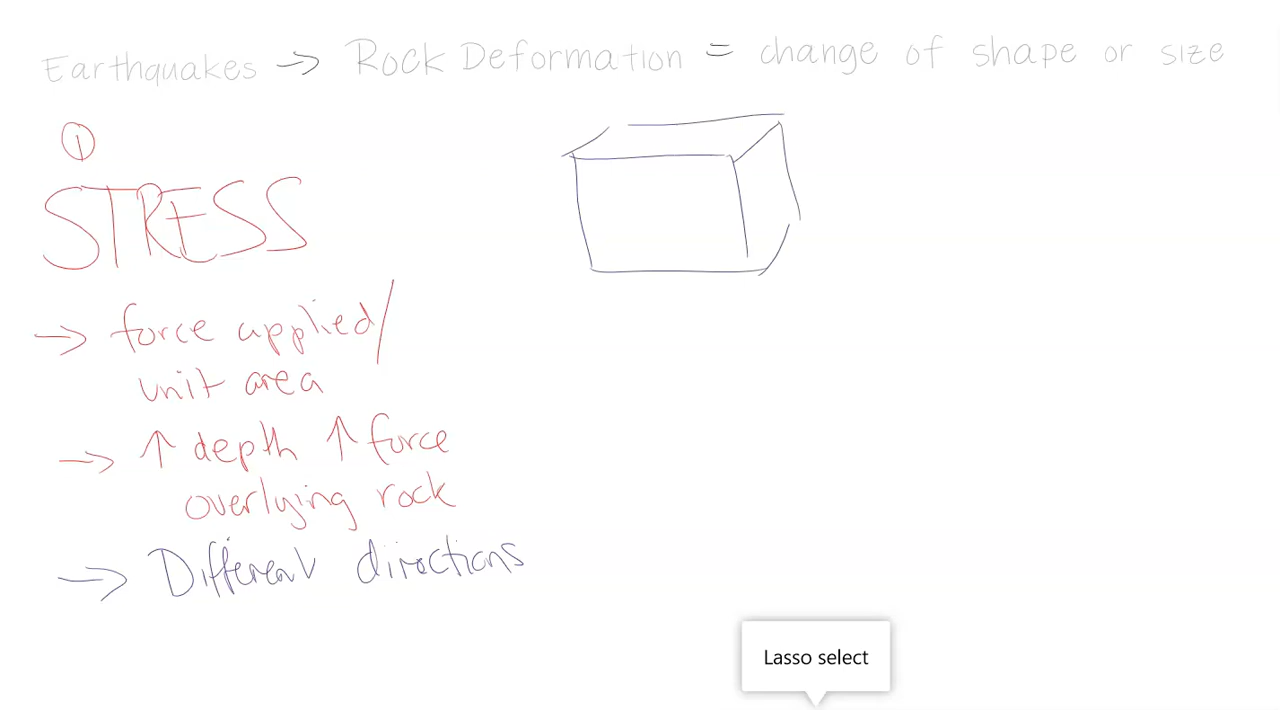 Earthquakes → Rock Deformation = change of shape or size
①
STRESS
→ force applied/
unit area
→ ↑ depth ↑ force
overlying rock
→ Different directions
Lasso select